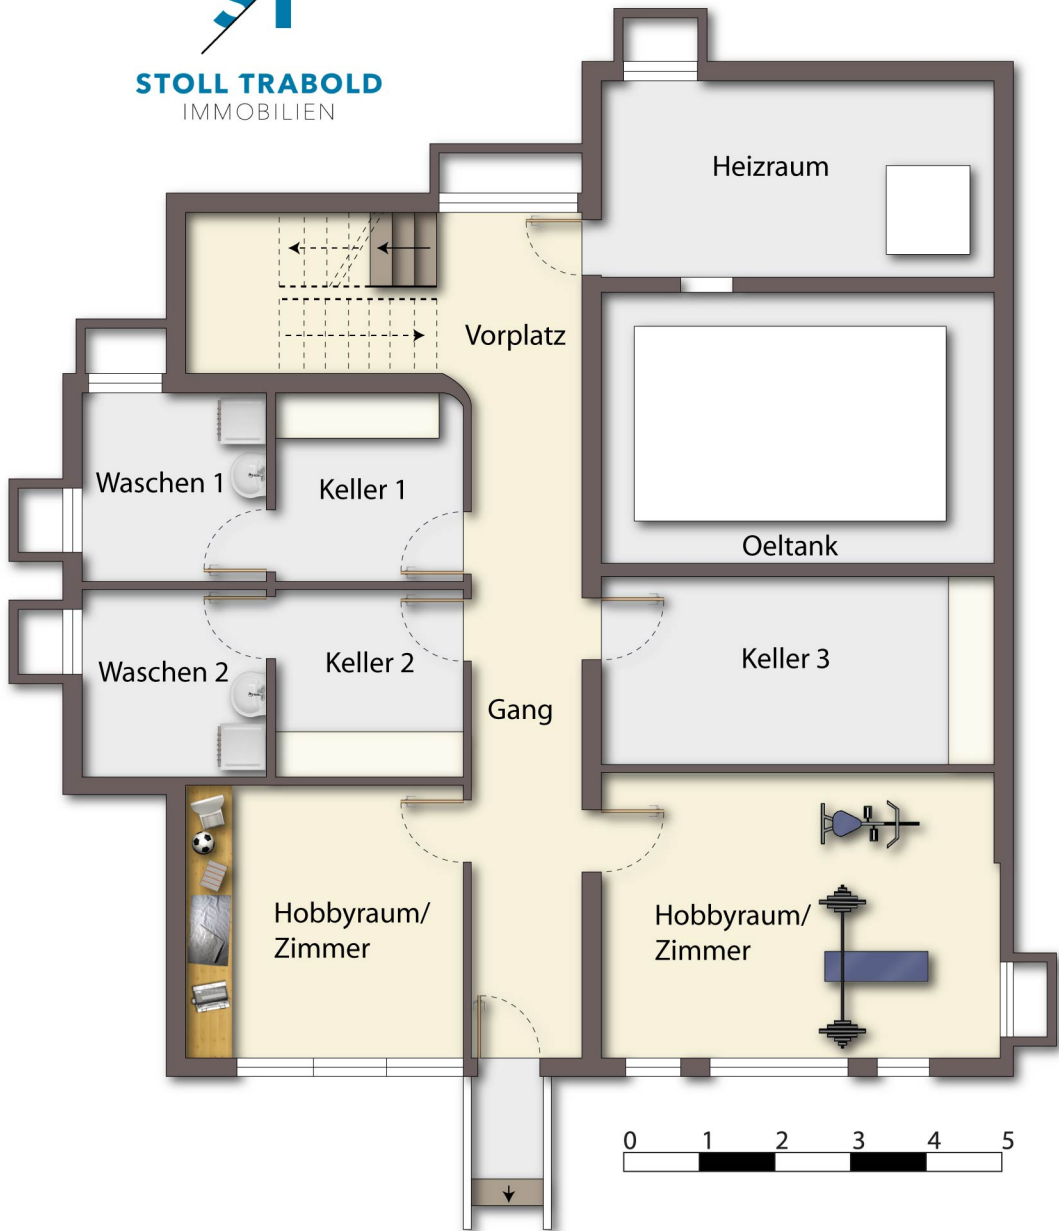 STOLL TRABOLD
IMMOBILIEN
Heizraum
Vorplatz
Waschen 1
Keller 1
Oeltank
Waschen 2
Keller 2
Keller 3
Gang
Hobbyraum/
Zimmer
Hobbyraum/
Zimmer
0 1 2 3 4 5